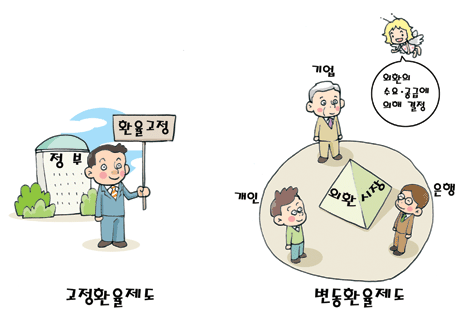 환율고정
정부
고정환율제도
외환의
수요·공급에
의해 결정
기업
개인
은행
외환시장
변동환율제도